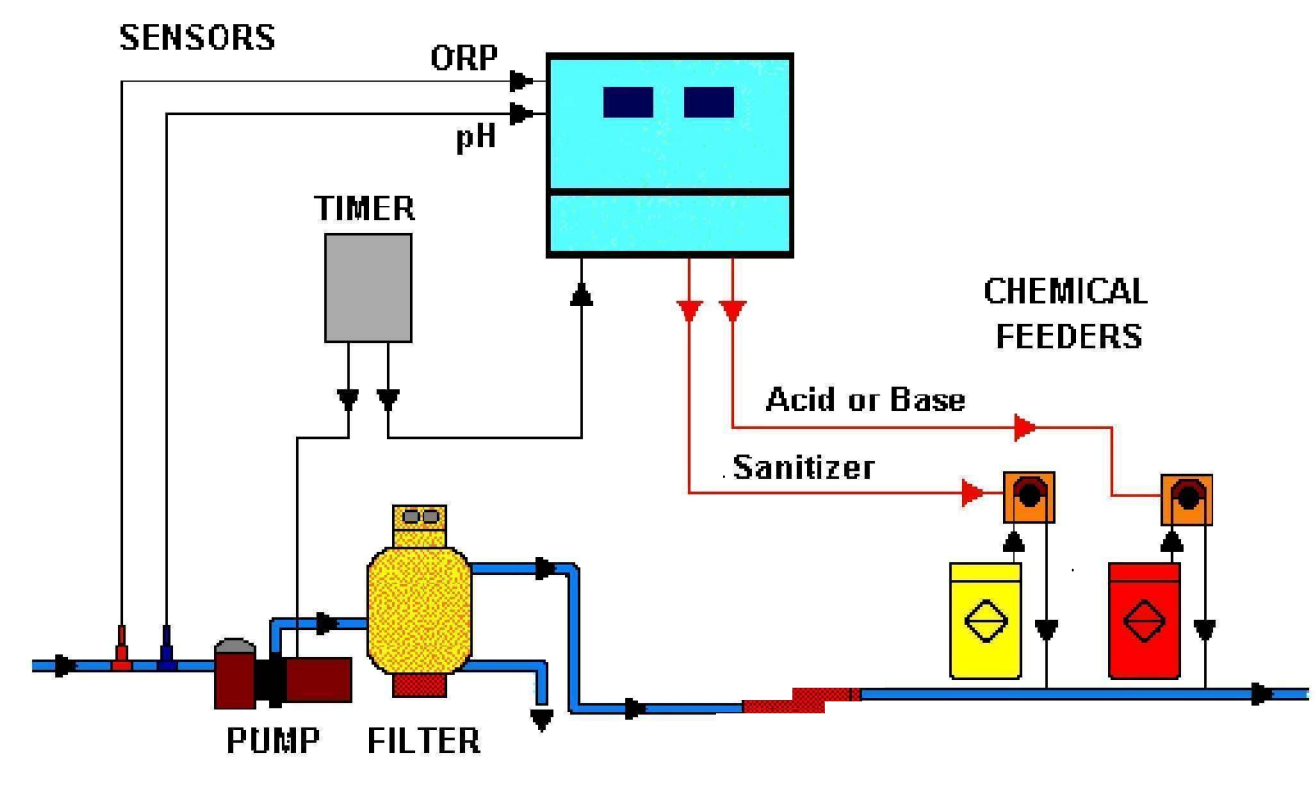 SENSORS
ORP
pH
TIMER
CHEMICAL
FEEDERS
Acid or Base
Sanitizer
PUMP
FILTER